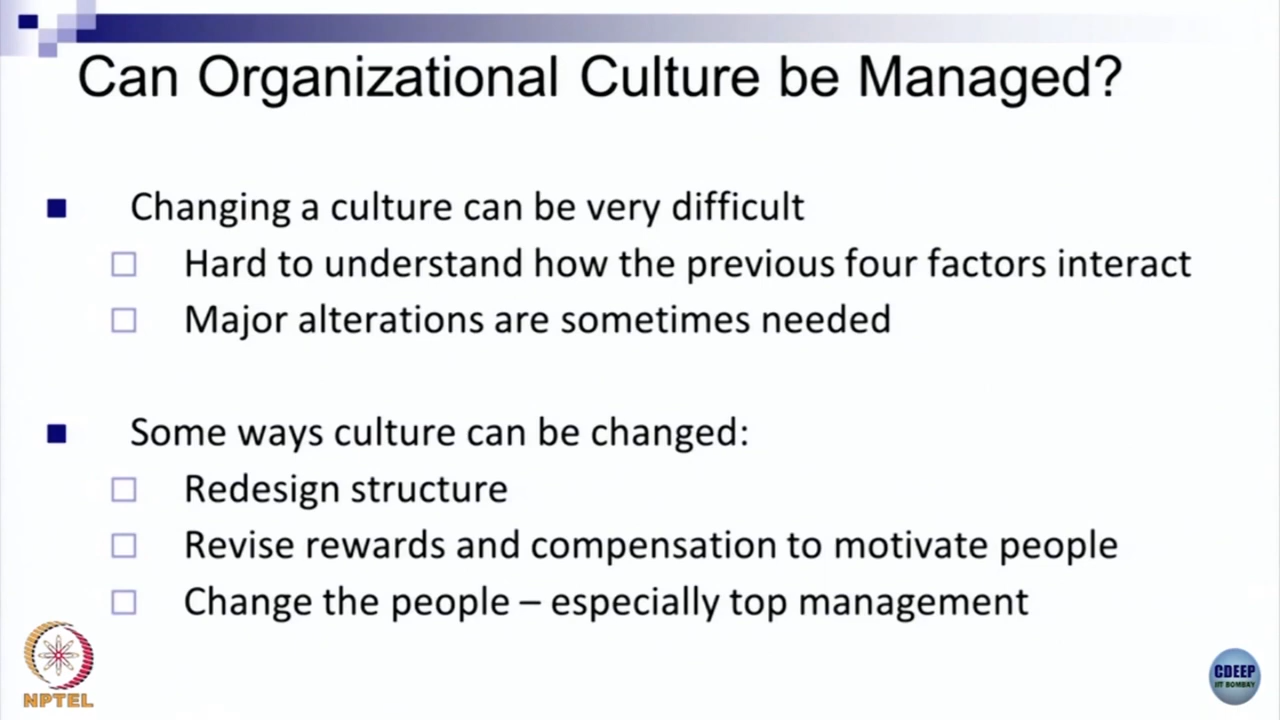 Can Organizational Culture be Managed?
Changing a culture can be very difficult
Hard to understand how the previous four factors interact
Major alterations are sometimes needed
Some ways culture can be changed:
Redesign structure
Revise rewards and compensation to motivate people
Change the people – especially top management
NPTEL
CDEEP
IIT BOMBAY